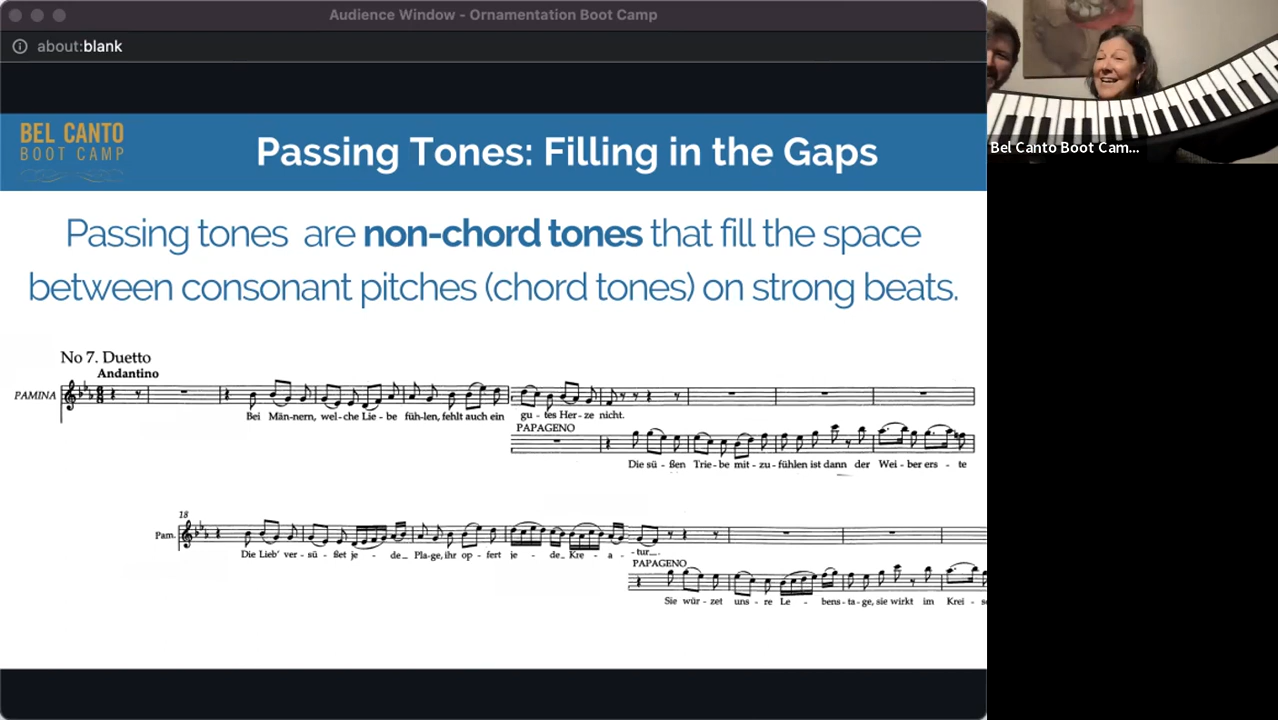 Audience Window - Ornamentation Boot Camp
about:blank
BEL CANTO
BOOT CAMP
Passing Tones: Filling in the Gaps
Passing tones are non-chord tones that fill the space
between consonant pitches (chord tones) on strong beats.
No 7. Duetto
Andantino
PAMINA
Bei Män-nern, wel-che Lie - be füh-len, fehlt auch ein gu - tes Her- ze nicht.
PAPAGENO
Die sü - ßen Trie - be mit - zu - fühlen ist dann der Wei - ber ers - te
18
Pam.
Die Lieb' ver - sü - ßet je - de_ Pla-ge, ihr op - fert je - de_ Kre - a - tur_.
PAPAGENO
Sie wür - zet uns - re Le - bens - ta - ge, sie wirkt im Krei -
Bel Canto Boot Cam...